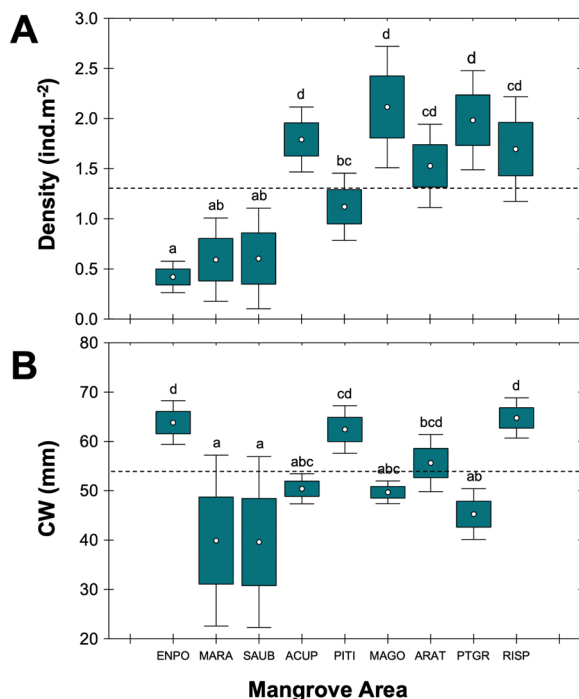 A
Density (ind.m-2)
3.0
2.5
2.0
1.5
1.0
0.5
0.0
a
ab
ab
d
bc
d
cd
d
cd
B
CW (mm)
80
70
60
50
40
30
20
d
a
a
abc
cd
abc
bcd
ab
d
ENPO MARA SAUB ACUP PITI MAGO ARAT PTGR RISP
Mangrove Area